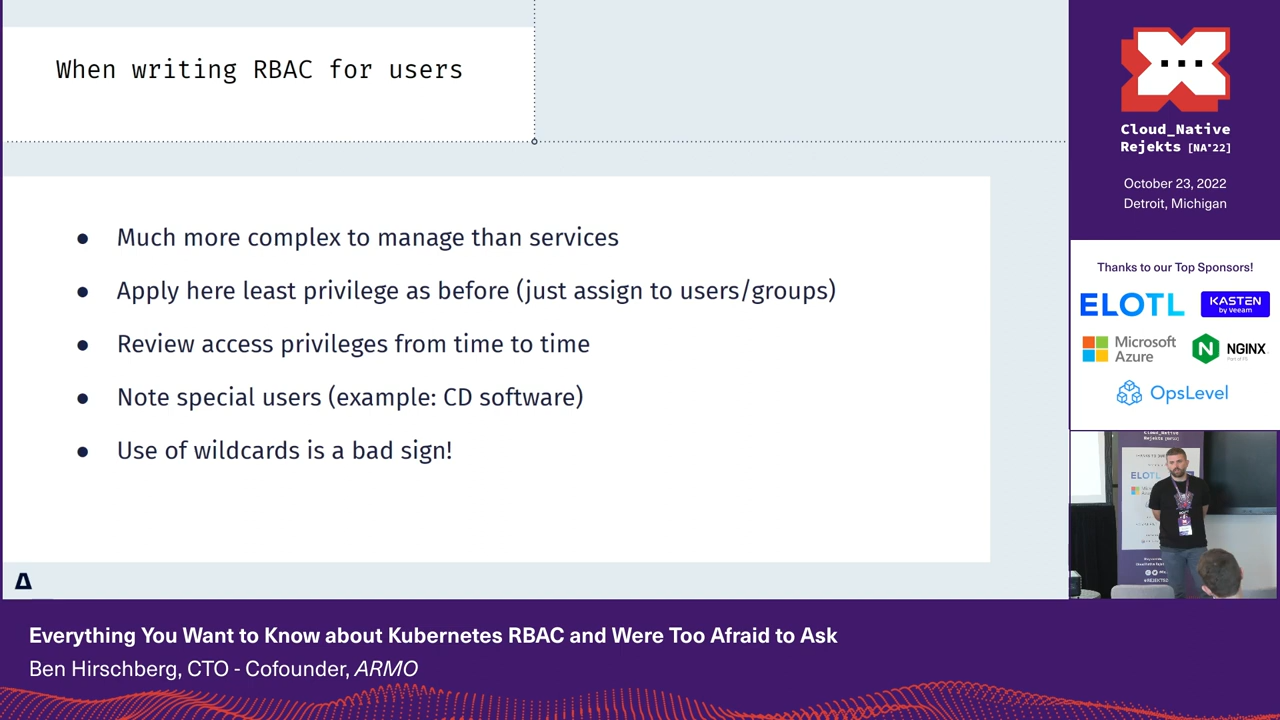 When writing RBAC for users
● Much more complex to manage than services
● Apply here least privilege as before (just assign to users/groups)
● Review access privileges from time to time
● Note special users (example: CD software)
● Use of wildcards is a bad sign!
Cloud_Native
Rejekts [NA'22]
October 23, 2022
Detroit, Michigan
Thanks to our Top Sponsors!
ELOTL
KASTEN
by Veeam
Microsoft
Azure
NGINX
OpsLevel
Cloud_Native
Rejekts
ELOTL
Everything You Want to Know about Kubernetes RBAC and Were Too Afraid to Ask
Ben Hirschberg, CTO - Cofounder, ARMO